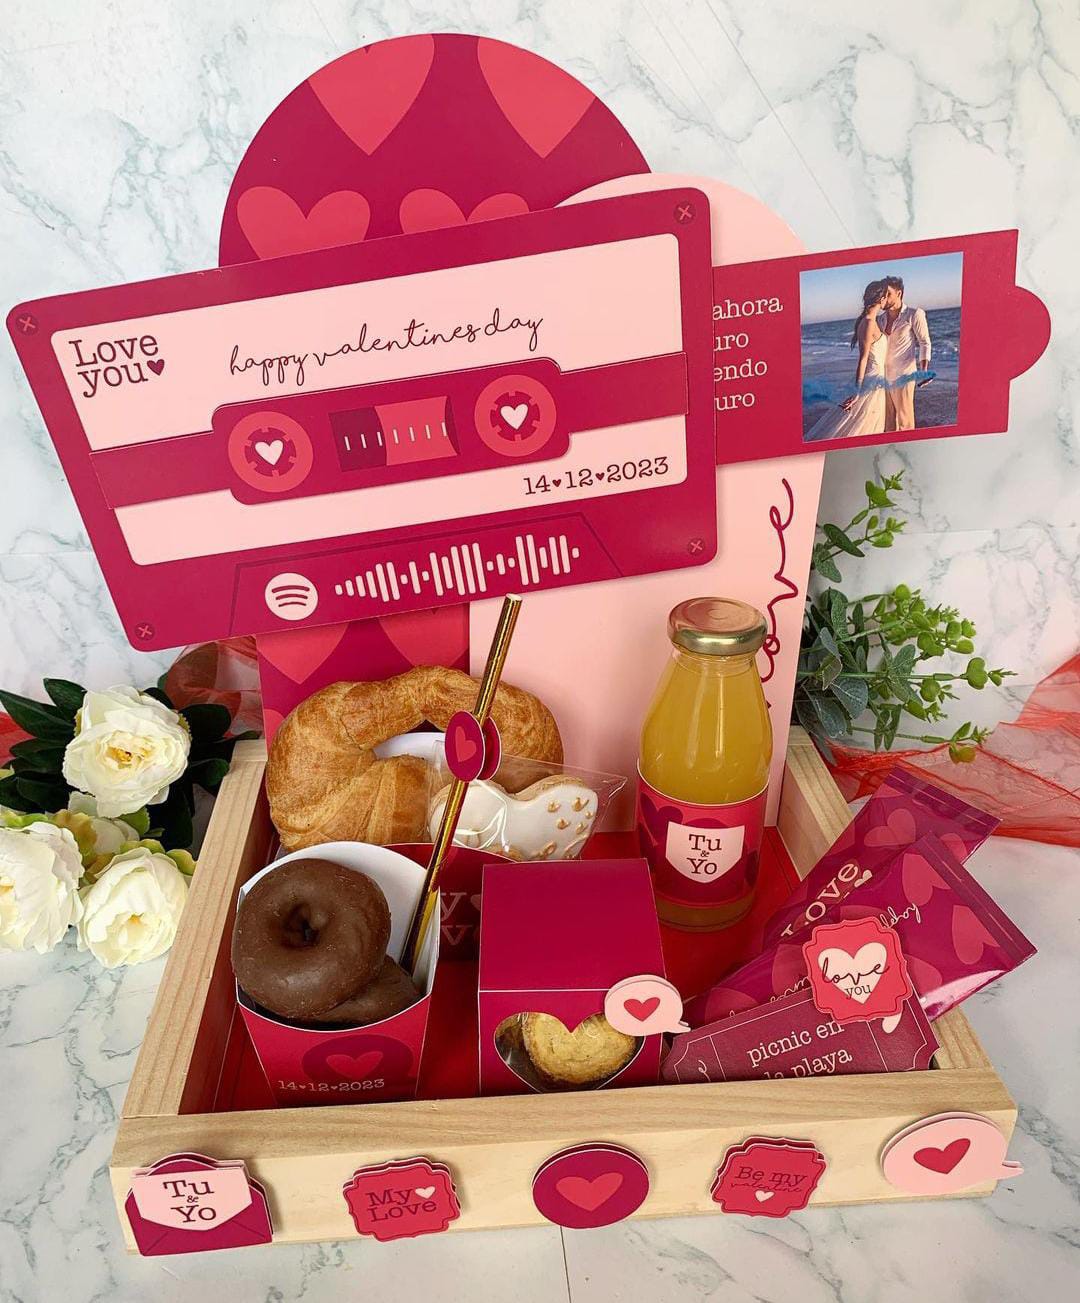 Love
you
happy valentines day
14♥12♥2023
ahora
uro
endo
uro
love
Tu
&
Yo
14♥12♥2023
LOVE
love
you
picnic en
la playa
Tu
&
Yo
My
Love
Be my
valentine